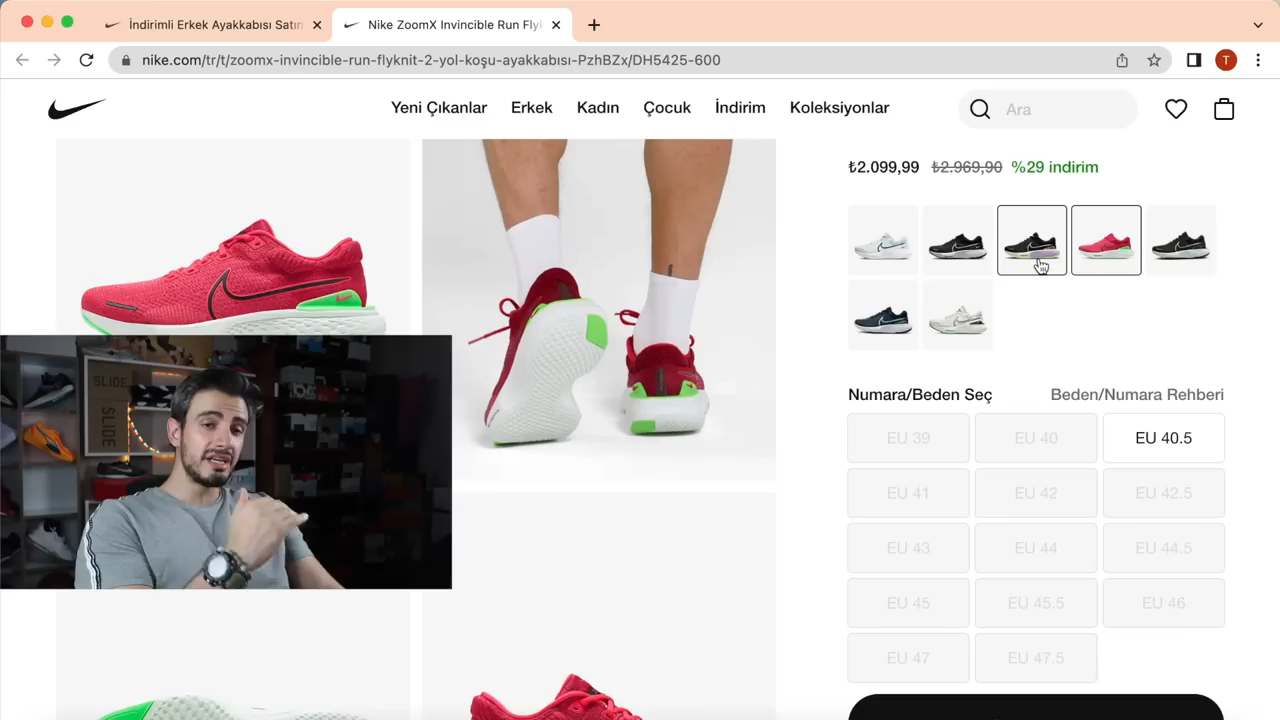 İndirimli Erkek Ayakkabısı Satın
Nike ZoomX Invincible Run Fly
nike.com/tr/t/zoomx-invincible-run-flyknit-2-yol-koşu-ayakkabısı-PzhBZx/DH5425-600
T
Yeni Çıkanlar
Erkek
Kadın
Çocuk
İndirim
Koleksiyonlar
Ara
₺2.099,99 ₺2.969,90 %29 indirim
Numara/Beden Seç
Beden/Numara Rehberi
EU 39
EU 40
EU 40.5
EU 41
EU 42
EU 42.5
EU 43
EU 44
EU 44.5
EU 45
EU 45.5
EU 46
EU 47
EU 47.5
SLIDE
SLIDE